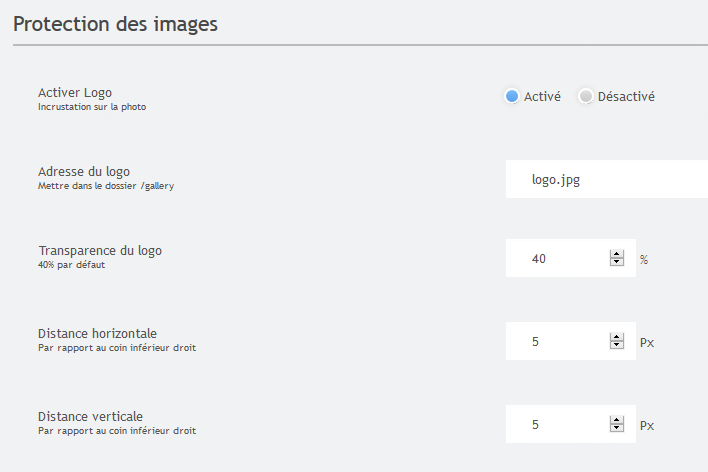 Protection des images
Activer Logo
Incrustation sur la photo
Activé
Désactivé
Adresse du logo
Mettre dans le dossier /gallery
logo.jpg
Transparence du logo
40% par défaut
40
%
Distance horizontale
Par rapport au coin inférieur droit
5
Px
Distance verticale
Par rapport au coin inférieur droit
5
Px